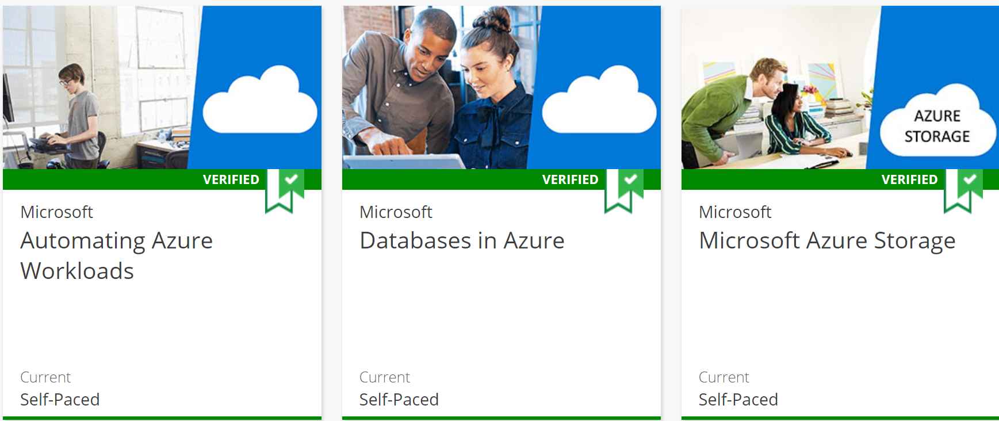 VERIFIED
Microsoft
Automating Azure
Workloads
Current
Self-Paced
VERIFIED
Microsoft
Databases in Azure
Current
Self-Paced
AZURE
STORAGE
VERIFIED
Microsoft
Microsoft Azure Storage
Current
Self-Paced